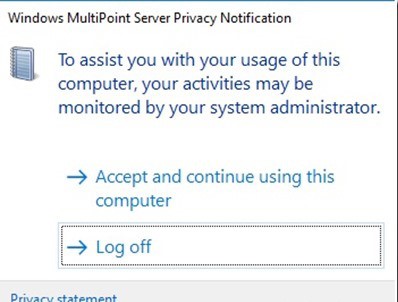 Windows MultiPoint Server Privacy Notification
To assist you with your usage of this
computer, your activities may be
monitored by your system administrator.
Accept and continue using this
computer
Log off
Privacy statement